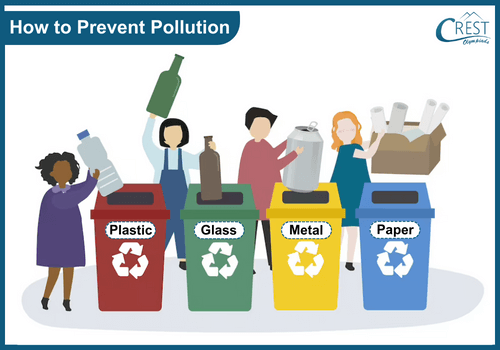 How to Prevent Pollution
CREST
Olympiads
Plastic
Glass
Metal
Paper